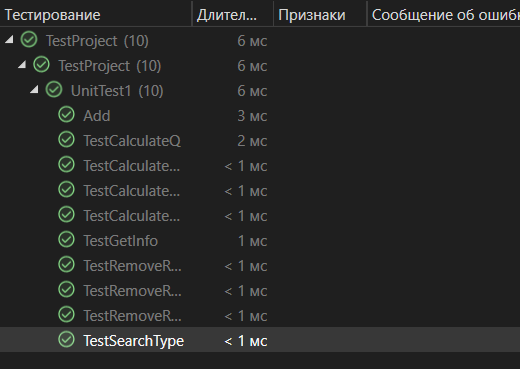 Тестирование Длител... Признаки Сообщение об ошибк
TestProject (10) 6 мс
TestProject (10) 6 мс
UnitTest1 (10) 6 мс
Add 3 мс
TestCalculateQ 2 мс
TestCalculate... < 1 мс
TestCalculate... < 1 мс
TestCalculate... < 1 мс
TestGetInfo 1 мс
TestRemoveR... < 1 мс
TestRemoveR... < 1 мс
TestRemoveR... < 1 мс
TestSearchType < 1 мс